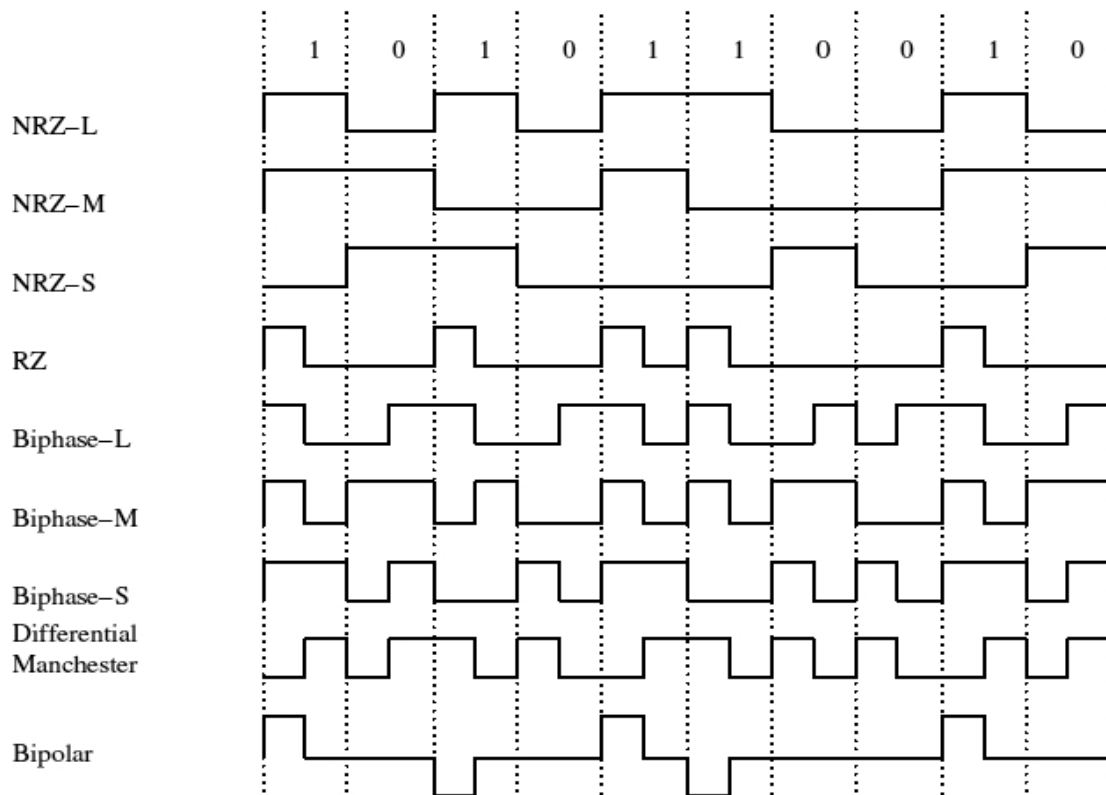 1 0 1 0 1 1 0 0 1 0
NRZ–L
NRZ–M
NRZ–S
RZ
Biphase–L
Biphase–M
Biphase–S
Differential
Manchester
Bipolar